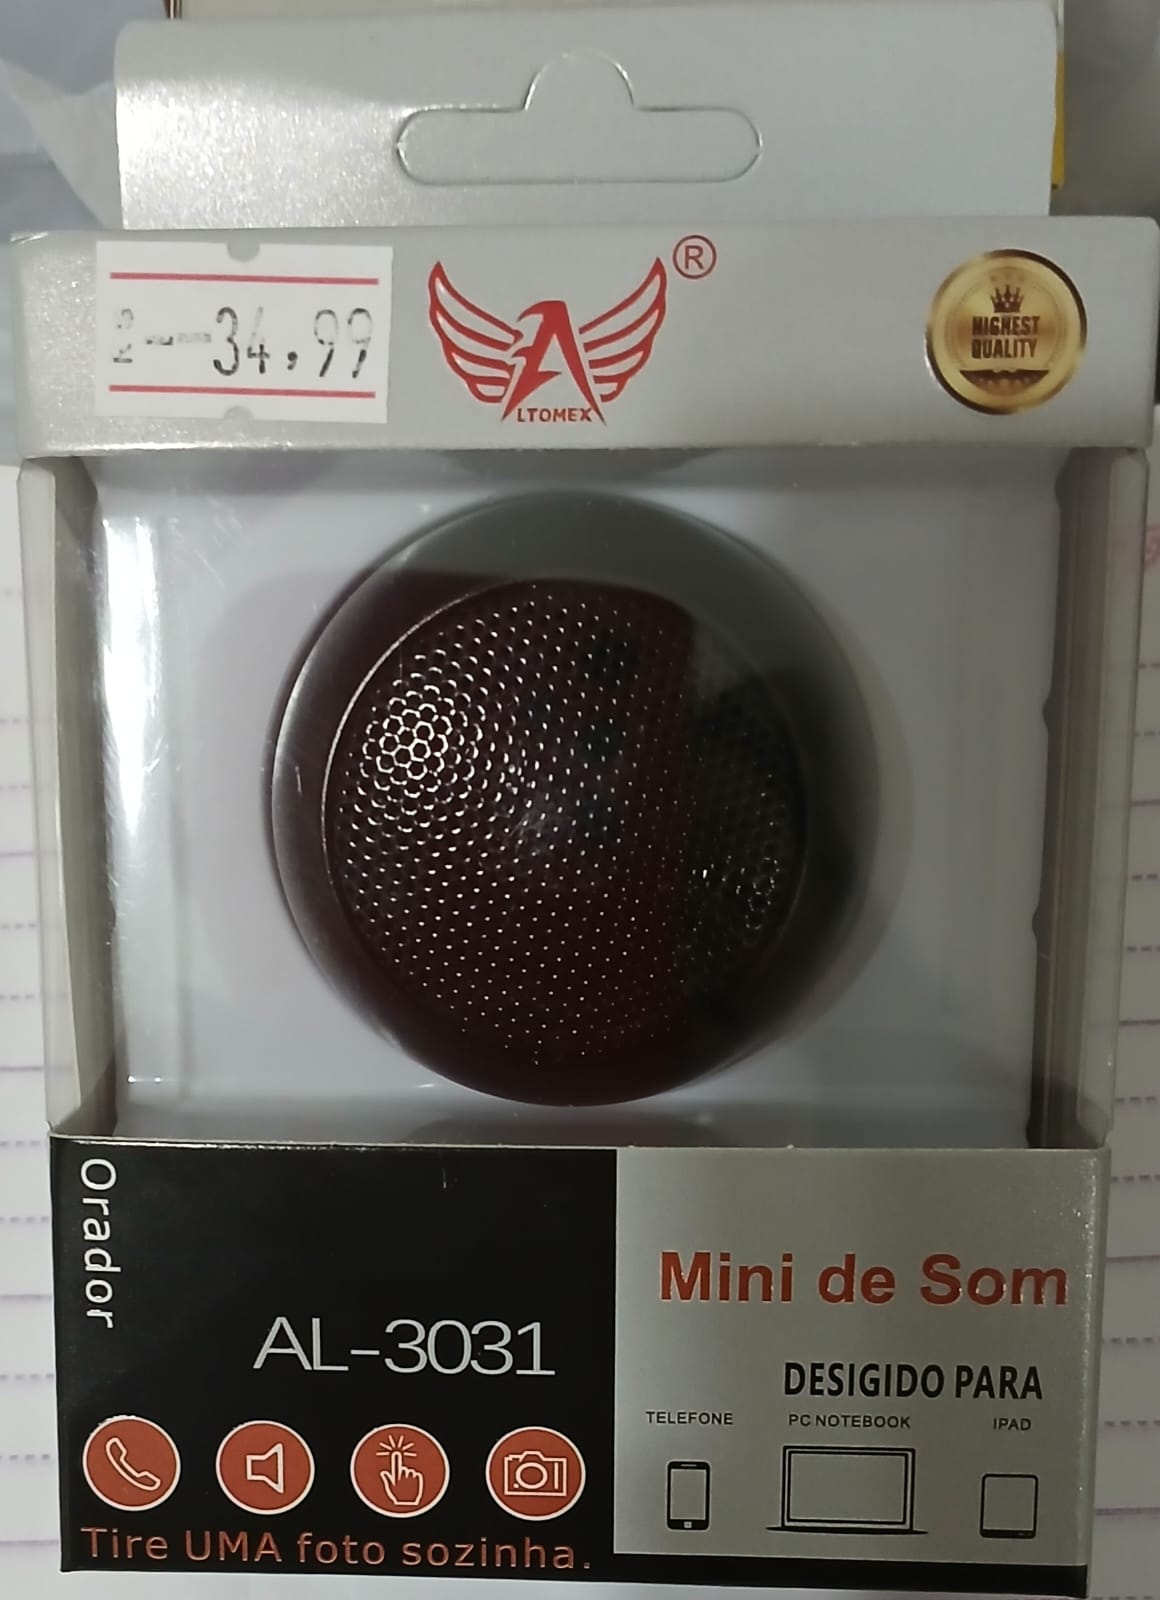 34,99
®
ALTOMEX
HIGHEST
QUALITY
Orador
AL-3031
Tire UMA foto sozinha.
Mini de Som
DESIGIDO PARA
TELEFONE PC NOTEBOOK IPAD